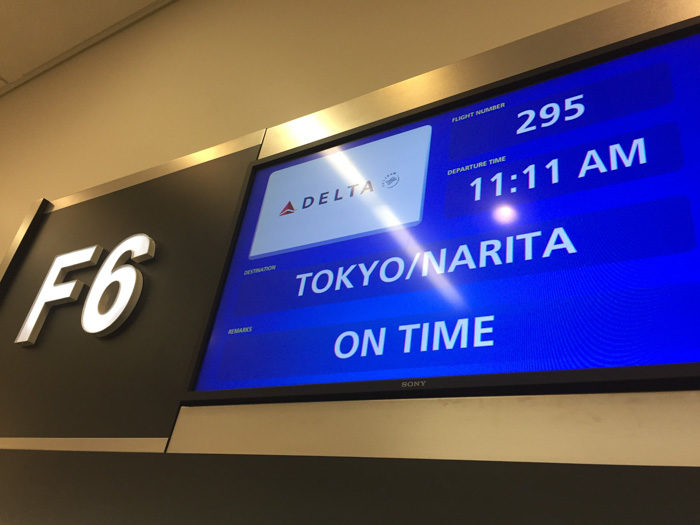 F6
DELTA
FLIGHT NUMBER
295
DEPARTURE TIME
11:11 AM
DESTINATION
TOKYO/NARITA
REMARKS
ON TIME
SONY